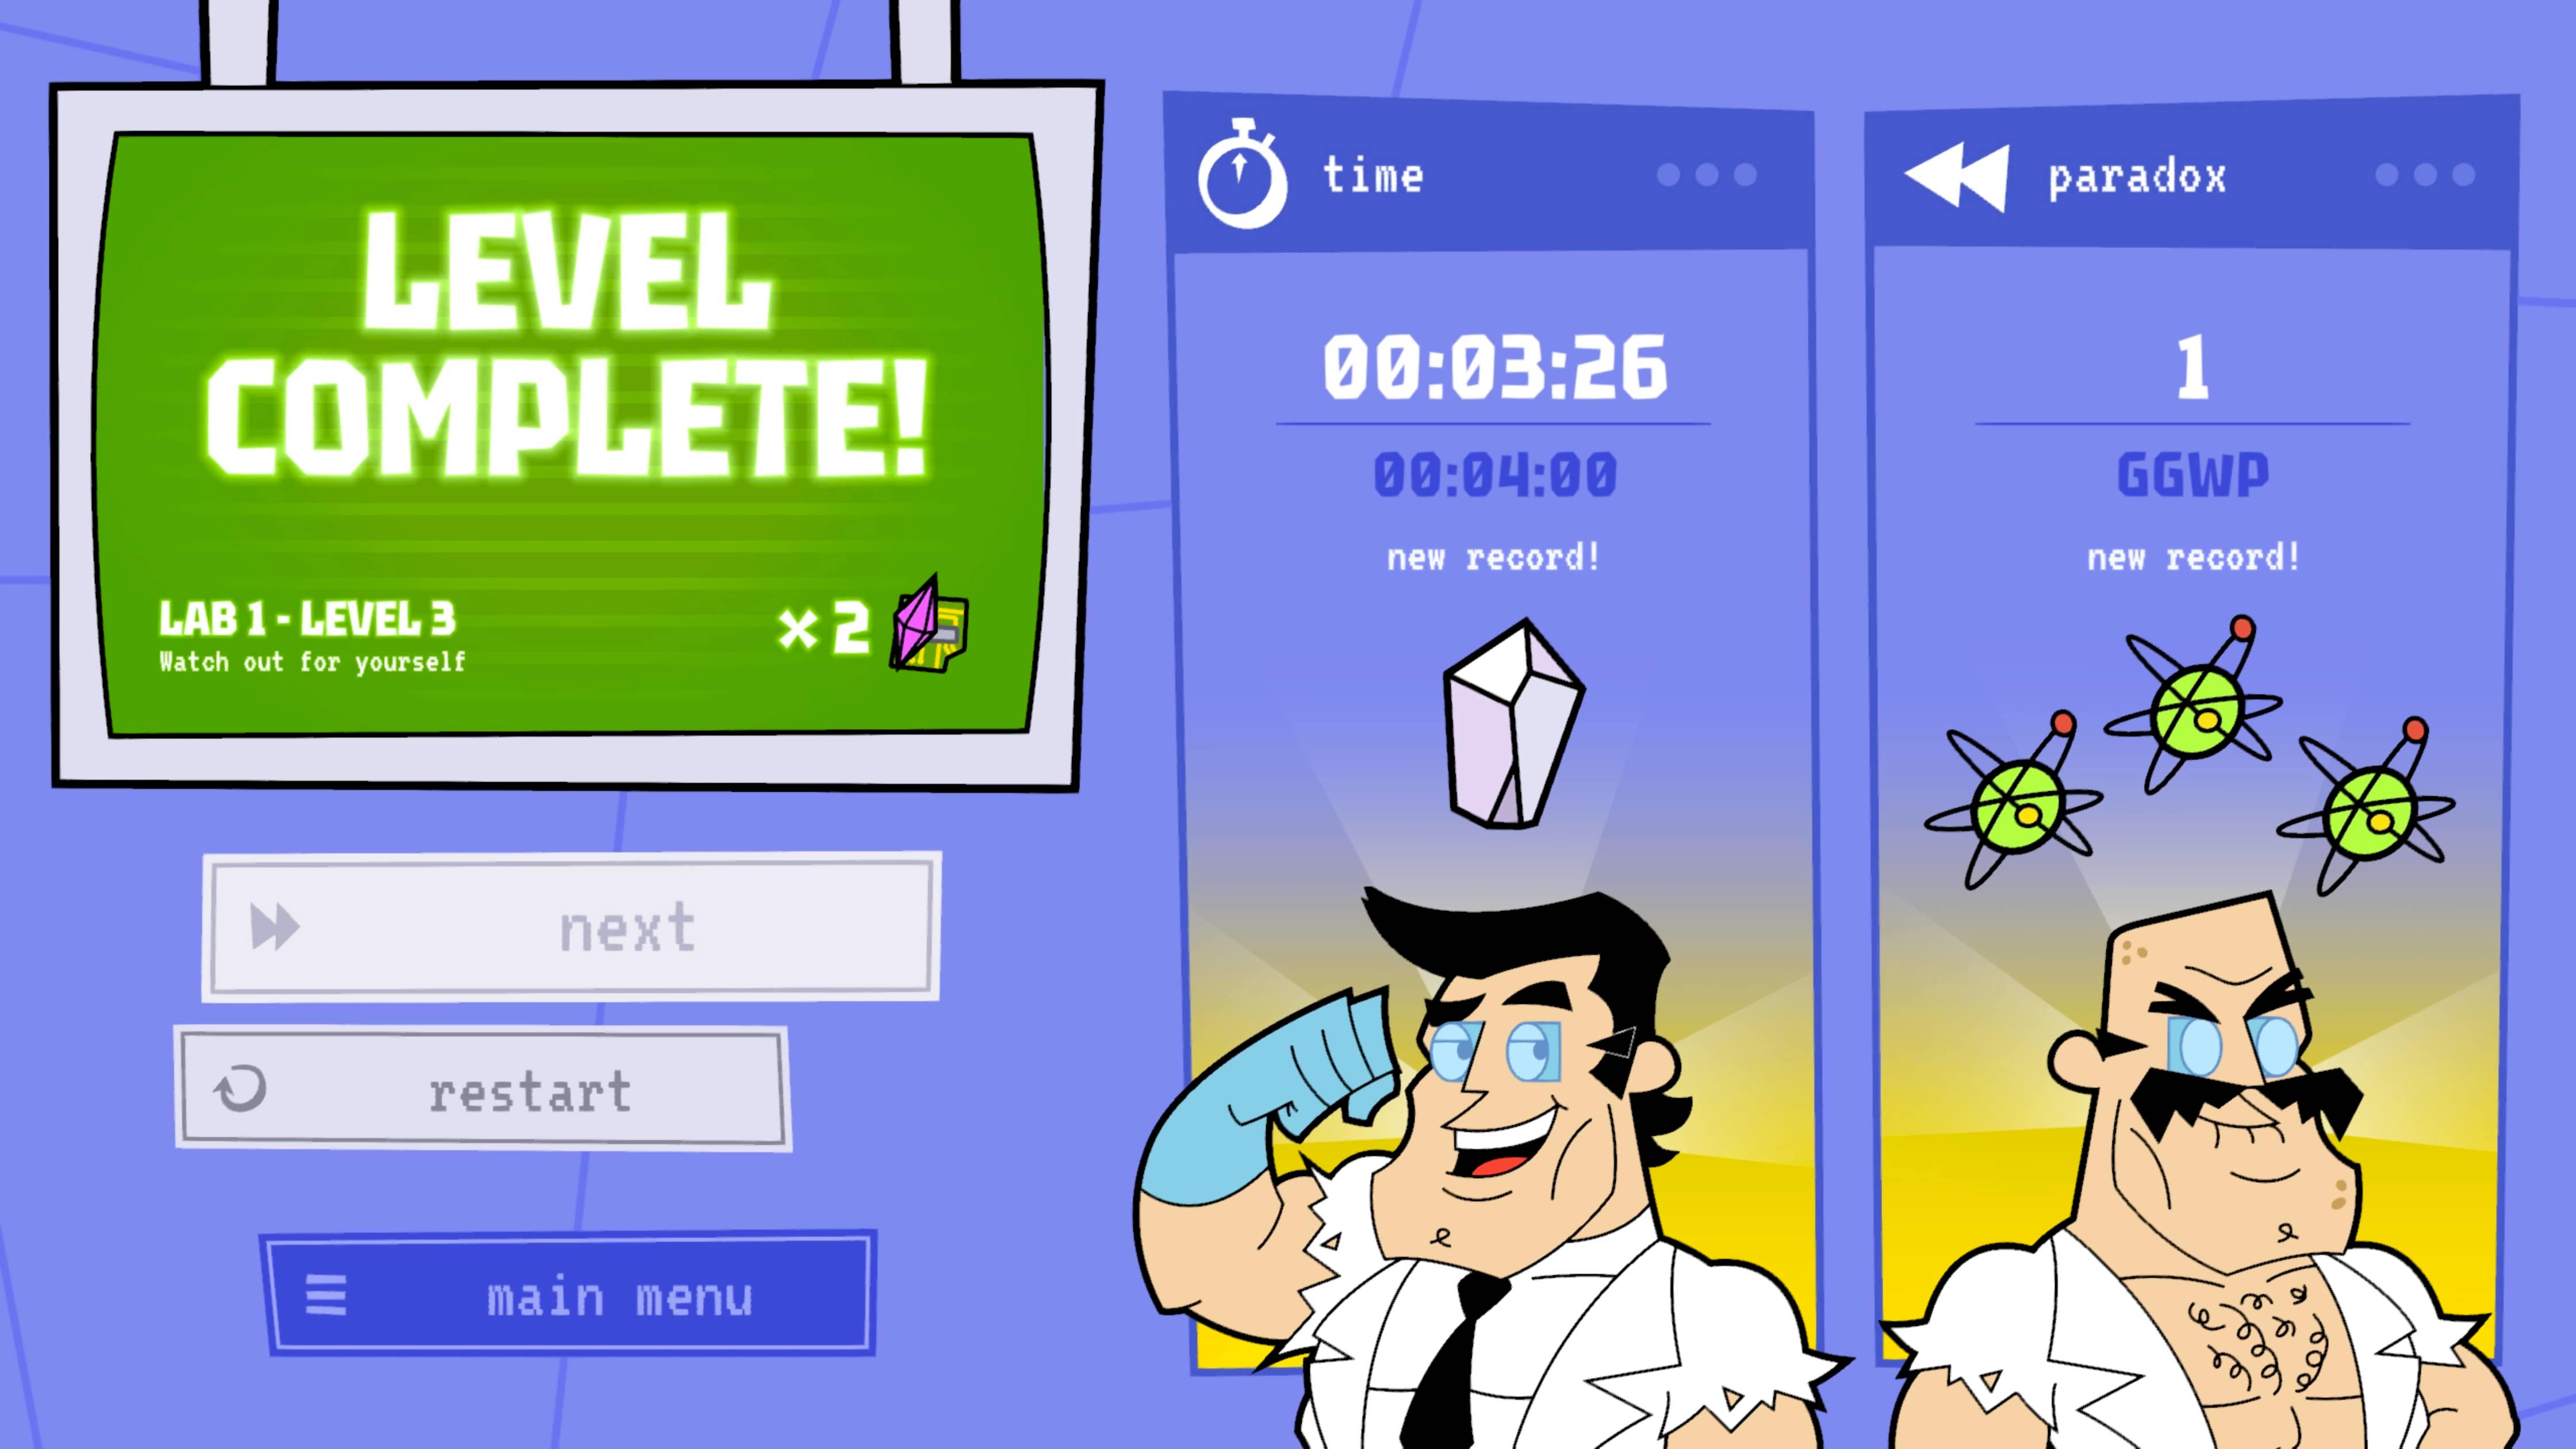 LEVEL
COMPLETE!
LAB 1 - LEVEL 3
Watch out for yourself
×2
next
restart
main menu
time
00:03:26
00:04:00
new record!
paradox
1
GGWP
new record!